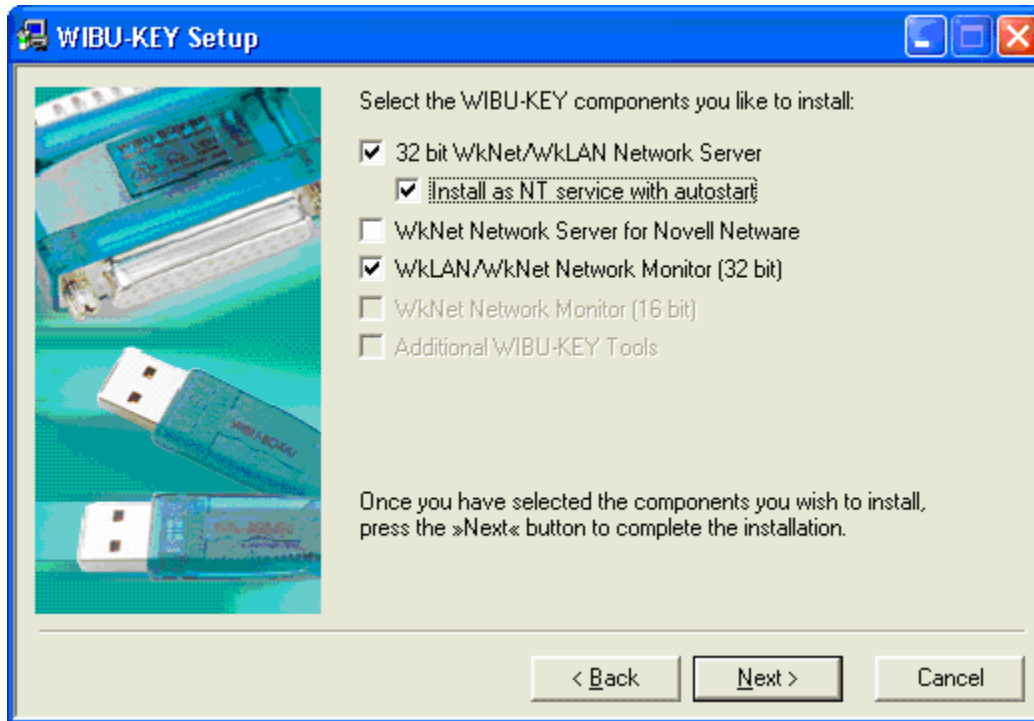 WIBU-KEY Setup
Select the WIBU-KEY components you like to install:
32 bit WkNet/WkLAN Network Server
Install as NT service with autostart
WkNet Network Server for Novell Netware
WkLAN/WkNet Network Monitor (32 bit)
WkNet Network Monitor (16 bit)
Additional WIBU-KEY Tools
Once you have selected the components you wish to install,
press the »Next« button to complete the installation.
< Back
Next >
Cancel